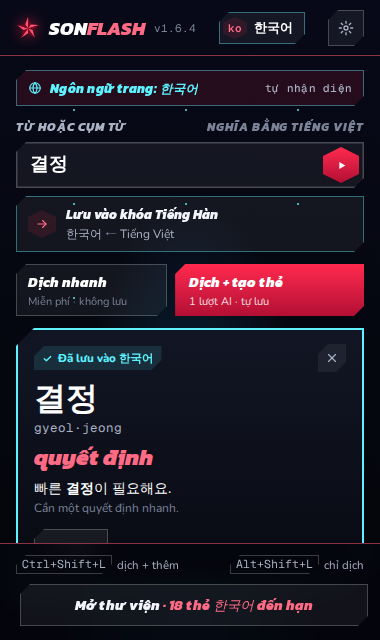 SONFLASH v1.6.4 ko 한국어
Ngôn ngữ trang: 한국어 tự nhận diện
TỪ HOẶC CỤM TỪ NGHĨA BẰNG TIẾNG VIỆT
결정
Lưu vào khóa Tiếng Hàn
한국어 ← Tiếng Việt
Dịch nhanh Dịch + tạo thẻ
Miễn phí · không lưu 1 lượt AI · tự lưu
Đã lưu vào 한국어
결정
gyeol·jeong
quyết định
빠른 결정이 필요해요.
Cần một quyết định nhanh.
Ctrl+Shift+L dịch + thêm Alt+Shift+L chỉ dịch
Mở thư viện · 18 thẻ 한국어 đến hạn